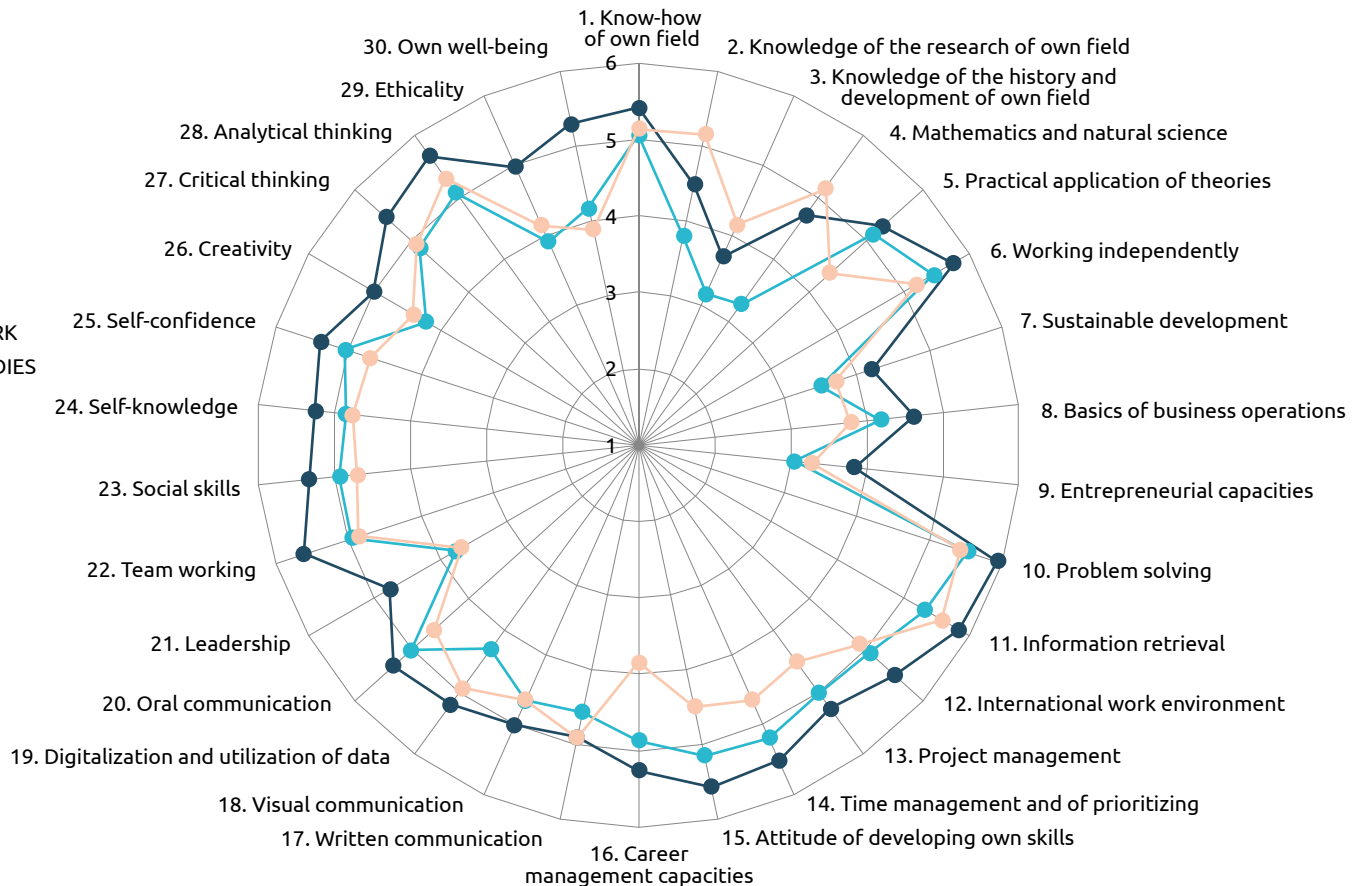 1. Know-how
of own field
2. Knowledge of the research of own field
3. Knowledge of the history and
development of own field
4. Mathematics and natural science
5. Practical application of theories
6. Working independently
7. Sustainable development
8. Basics of business operations
9. Entrepreneurial capacities
10. Problem solving
11. Information retrieval
12. International work environment
13. Project management
14. Time management and of prioritizing
15. Attitude of developing own skills
16. Career
management capacities
17. Written communication
18. Visual communication
19. Digitalization and utilization of data
20. Oral communication
21. Leadership
22. Team working
23. Social skills
24. Self-knowledge
25. Self-confidence
26. Creativity
27. Critical thinking
28. Analytical thinking
29. Ethicality
30. Own well-being
6
5
4
3
2
1
RK
DIES